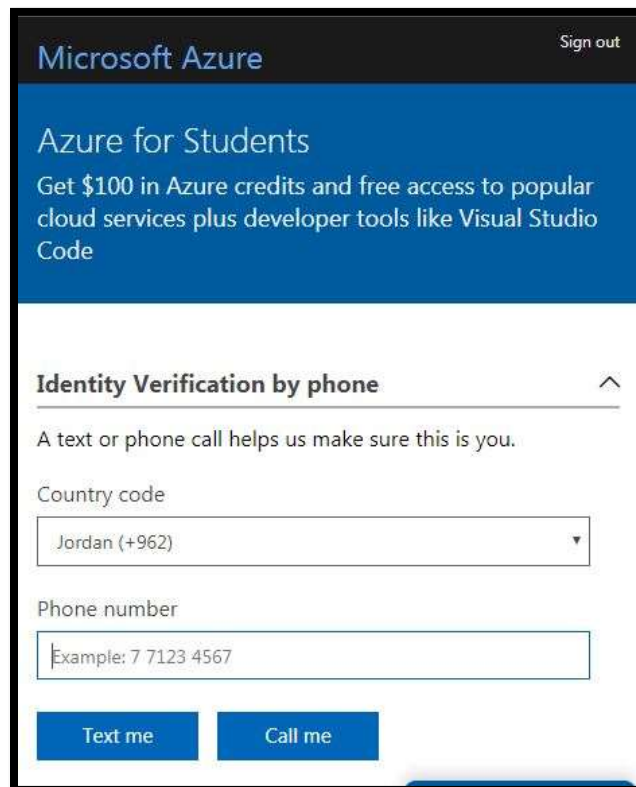 Microsoft Azure
Sign out
Azure for Students
Get $100 in Azure credits and free access to popular
cloud services plus developer tools like Visual Studio
Code
Identity Verification by phone
A text or phone call helps us make sure this is you.
Country code
Jordan (+962)
Phone number
Example: 7 7123 4567
Text me
Call me